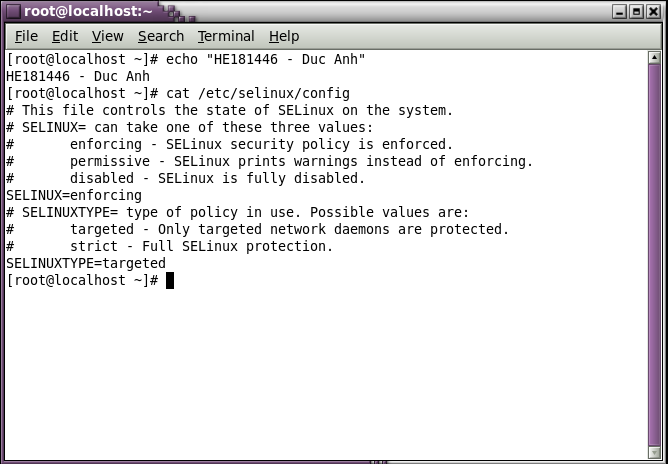 root@localhost:~
File Edit View Search Terminal Help
[root@localhost ~]# echo "HE181446 - Duc Anh"
HE181446 - Duc Anh
[root@localhost ~]# cat /etc/selinux/config
# This file controls the state of SELinux on the system.
# SELINUX= can take one of these three values:
#       enforcing - SELinux security policy is enforced.
#       permissive - SELinux prints warnings instead of enforcing.
#       disabled - SELinux is fully disabled.
SELINUX=enforcing
# SELINUXTYPE= type of policy in use. Possible values are:
#       targeted - Only targeted network daemons are protected.
#       strict - Full SELinux protection.
SELINUXTYPE=targeted
[root@localhost ~]#